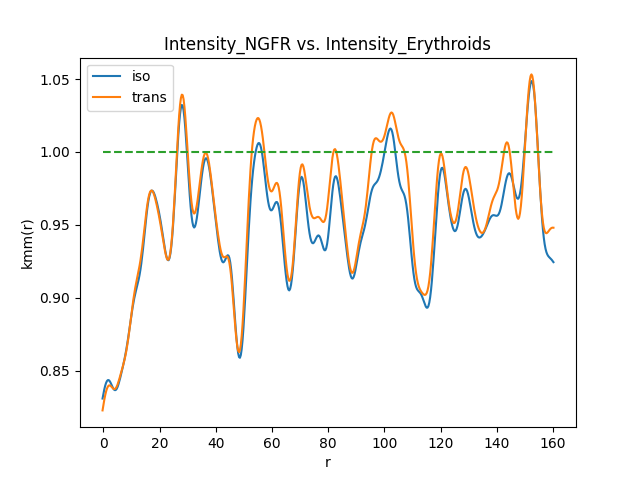 Intensity_NGFR vs. Intensity_Erythroids
iso
trans
1.05
1.00
0.95
0.90
0.85
kmm(r)
0 20 40 60 80 100 120 140 160
r